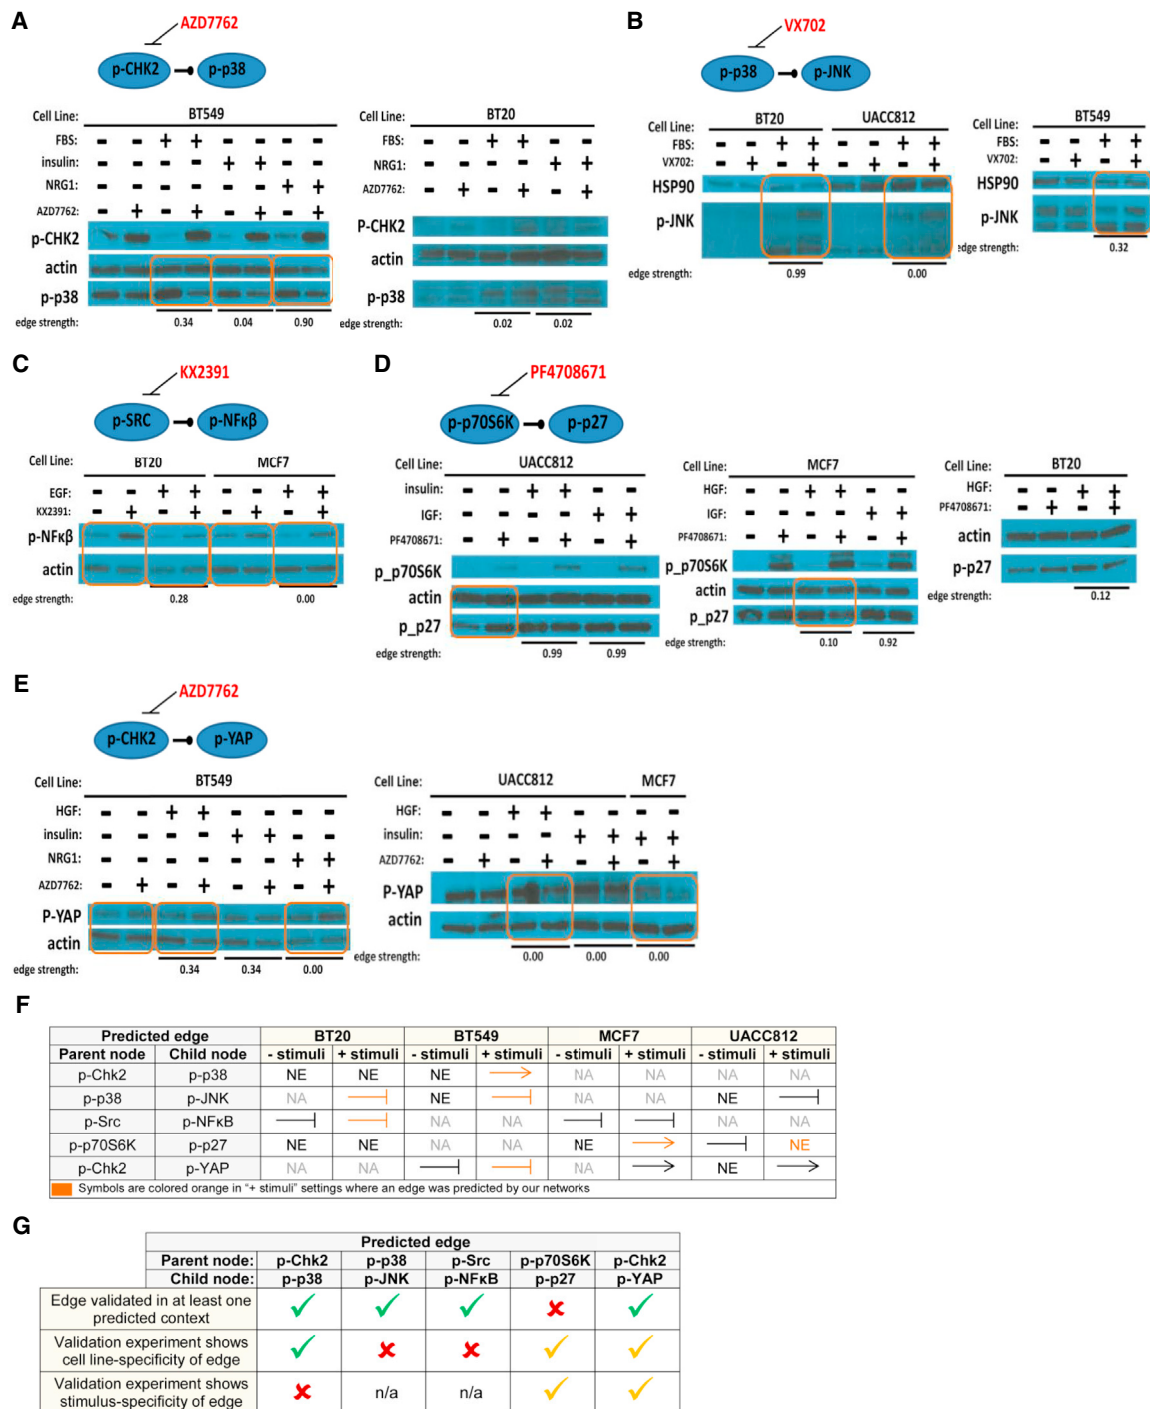 A
AZD7762
p-CHK2
p-p38
Cell Line:
BT549
FBS: - - + + - - - -
insulin: - - - - + + - -
NRG1: - - - - - - + +
AZD7762: - + - + - + - +
p-CHK2
actin
p-p38
edge strength: 0.34 0.04 0.90
Cell Line:
BT20
FBS: - - + + - -
NRG1: - - - - + +
AZD7762: - + - + - +
P-CHK2
actin
p-p38
edge strength: 0.02 0.02
B
VX702
p-p38
p-JNK
Cell Line:
BT20 UACC812
FBS: - - + + - - + +
VX702: - + - + - + - +
HSP90
p-JNK
edge strength: 0.99 0.00
Cell Line:
BT549
FBS: - - + +
VX702: - + - +
HSP90
p-JNK
edge strength: 0.32
C
KX2391
p-SRC
p-NFκβ
Cell Line:
BT20 MCF7
EGF: - - + + - - + +
KX2391: - + - + - + - +
p-NFκβ
actin
edge strength: 0.28 0.00
D
PF4708671
p-p70S6K
p-p27
Cell Line:
UACC812
insulin: - - + + - -
IGF: - - - - + +
PF4708671: - + - + - +
p_p70S6K
actin
p_p27
edge strength: 0.99 0.99
Cell Line:
MCF7
HGF: - - + + - -
IGF: - - - - + +
PF4708671: - + - + - +
p_p70S6K
actin
p_p27
edge strength: 0.10 0.92
Cell Line:
BT20
HGF: - - + +
PF4708671: - + - +
actin
p-p27
edge strength: 0.12
E
AZD7762
p-CHK2
p-YAP
Cell Line:
BT549
HGF: - - + + - - - -
insulin: - - - - + + - -
NRG1: - - - - - - + +
AZD7762: - + - + - + - +
P-YAP
actin
edge strength: 0.34 0.34 0.00
Cell Line:
UACC812 MCF7
HGF: - - + + - - - -
insulin: - - - - + + + +
AZD7762: - + - + - + - +
P-YAP
actin
edge strength: 0.00 0.00 0.00
F
Predicted edge BT20 BT549 MCF7 UACC812
Parent node Child node - stimuli + stimuli - stimuli + stimuli - stimuli + stimuli - stimuli + stimuli
p-Chk2 p-p38 NE NE NE → NA NA NA NA
p-p38 p-JNK NA ⊣ NE ⊣ NA NA NE ⊣
p-Src p-NFκB ⊣ ⊣ NA NA ⊣ ⊣ NA NA
p-p70S6K p-p27 NE NE NA NA NE → ⊣ NE
p-Chk2 p-YAP NA NA ⊣ ⊣ NA → NE →
Symbols are colored orange in "+ stimuli" settings where an edge was predicted by our networks
G
Predicted edge
Parent node: p-Chk2 p-p38 p-Src p-p70S6K p-Chk2
Child node: p-p38 p-JNK p-NFκB p-p27 p-YAP
Edge validated in at least one
predicted context ✓ ✓ ✓ ✘ ✓
Validation experiment shows
cell line-specificity of edge ✓ ✘ ✘ ✓ ✓
Validation experiment shows
stimulus-specificity of edge ✘ n/a n/a ✓ ✓